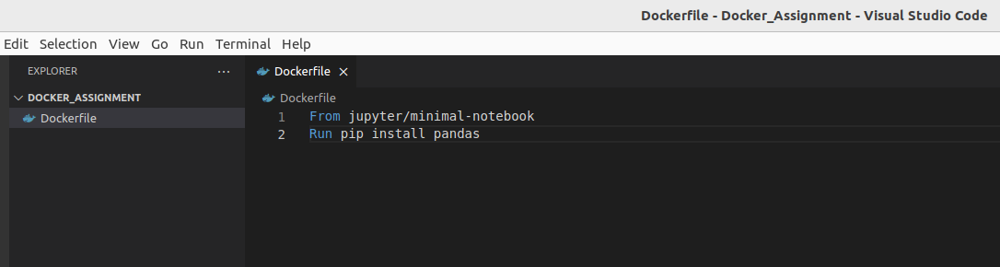 Dockerfile - Docker_Assignment - Visual Studio Code
Edit Selection View Go Run Terminal Help
EXPLORER ···
Dockerfile ×
DOCKER_ASSIGNMENT
Dockerfile
Dockerfile
1 From jupyter/minimal-notebook
2 Run pip install pandas